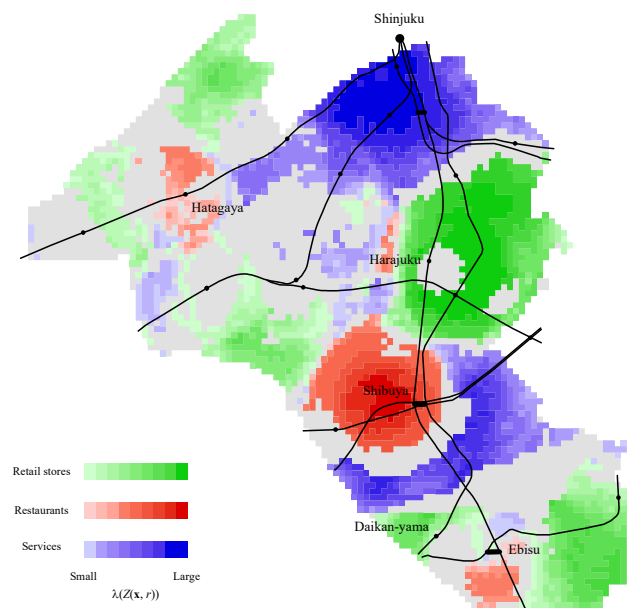 Shinjuku
Hatagaya
Harajuku
Shibuya
Retail stores
Restaurants
Daikan-yama
Services
Ebisu
Small Large
λ(Z(x, r))